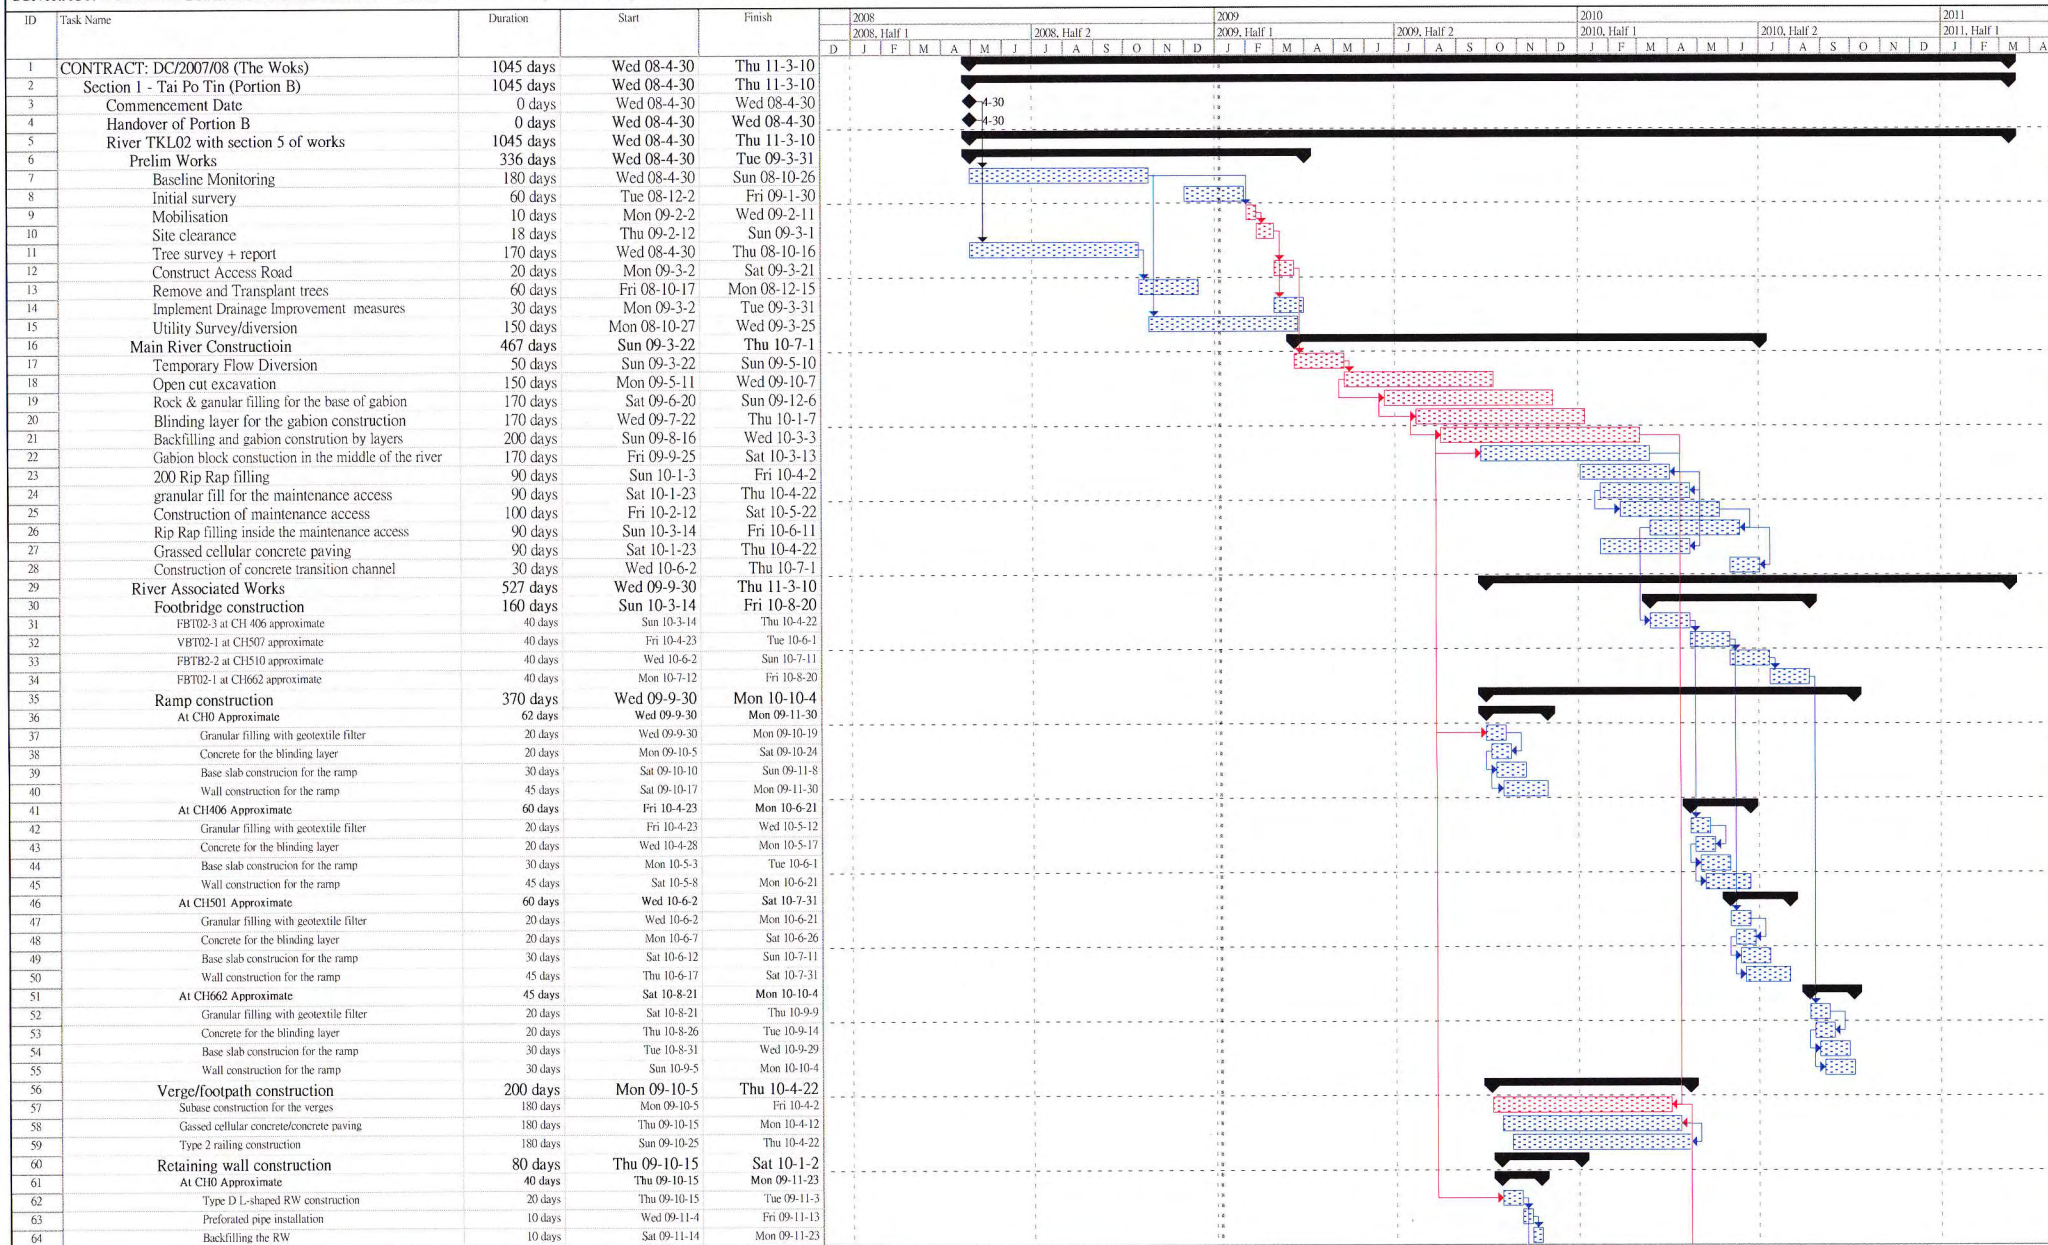 ID Task Name Duration Start Finish 2008 2009 2010 2011
2008, Half 1 2008, Half 2 2009, Half 1 2009, Half 2 2010, Half 1 2010, Half 2 2011, Half 1
D J F M A M J J A S O N D J F M A M J J A S O N D J F M A M J J A S O N D J F M A
1 CONTRACT: DC/2007/08 (The Woks) 1045 days Wed 08-4-30 Thu 11-3-10
2 Section 1 - Tai Po Tin (Portion B) 1045 days Wed 08-4-30 Thu 11-3-10
3 Commencement Date 0 days Wed 08-4-30 Wed 08-4-30 4-30
4 Handover of Portion B 0 days Wed 08-4-30 Wed 08-4-30 4-30
5 River TKL02 with section 5 of works 1045 days Wed 08-4-30 Thu 11-3-10
6 Prelim Works 336 days Wed 08-4-30 Tue 09-3-31
7 Baseline Monitoring 180 days Wed 08-4-30 Sun 08-10-26
8 Initial survery 60 days Tue 08-12-2 Fri 09-1-30
9 Mobilisation 10 days Mon 09-2-2 Wed 09-2-11
10 Site clearance 18 days Thu 09-2-12 Sun 09-3-1
11 Tree survey + report 170 days Wed 08-4-30 Thu 08-10-16
12 Construct Access Road 20 days Mon 09-3-2 Sat 09-3-21
13 Remove and Transplant trees 60 days Fri 08-10-17 Mon 08-12-15
14 Implement Drainage Improvement measures 30 days Mon 09-3-2 Tue 09-3-31
15 Utility Survey/diversion 150 days Mon 08-10-27 Wed 09-3-25
16 Main River Constructioin 467 days Sun 09-3-22 Thu 10-7-1
17 Temporary Flow Diversion 50 days Sun 09-3-22 Sun 09-5-10
18 Open cut excavation 150 days Mon 09-5-11 Wed 09-10-7
19 Rock & ganular filling for the base of gabion 170 days Sat 09-6-20 Sun 09-12-6
20 Blinding layer for the gabion construction 170 days Wed 09-7-22 Thu 10-1-7
21 Backfilling and gabion constrution by layers 200 days Sun 09-8-16 Wed 10-3-3
22 Gabion block constuction in the middle of the river 170 days Fri 09-9-25 Sat 10-3-13
23 200 Rip Rap filling 90 days Sun 10-1-3 Fri 10-4-2
24 granular fill for the maintenance access 90 days Sat 10-1-23 Thu 10-4-22
25 Construction of maintenance access 100 days Fri 10-2-12 Sat 10-5-22
26 Rip Rap filling inside the maintenance access 90 days Sun 10-3-14 Fri 10-6-11
27 Grassed cellular concrete paving 90 days Sat 10-1-23 Thu 10-4-22
28 Construction of concrete transition channel 30 days Wed 10-6-2 Thu 10-7-1
29 River Associated Works 527 days Wed 09-9-30 Thu 11-3-10
30 Footbridge construction 160 days Sun 10-3-14 Fri 10-8-20
31 FBT02-3 at CH 406 approximate 40 days Sun 10-3-14 Thu 10-4-22
32 VBT02-1 at CH507 approximate 40 days Fri 10-4-23 Tue 10-6-1
33 FBTB2-2 at CH510 approximate 40 days Wed 10-6-2 Sun 10-7-11
34 FBT02-1 at CH662 approximate 40 days Mon 10-7-12 Fri 10-8-20
35 Ramp construction 370 days Wed 09-9-30 Mon 10-10-4
36 At CH0 Approximate 62 days Wed 09-9-30 Mon 09-11-30
37 Granular filling with geotextile filter 20 days Wed 09-9-30 Mon 09-10-19
38 Concrete for the blinding layer 20 days Mon 09-10-5 Sat 09-10-24
39 Base slab construcion for the ramp 30 days Sat 09-10-10 Sun 09-11-8
40 Wall construction for the ramp 45 days Sat 09-10-17 Mon 09-11-30
41 At CH406 Approximate 60 days Fri 10-4-23 Mon 10-6-21
42 Granular filling with geotextile filter 20 days Fri 10-4-23 Wed 10-5-12
43 Concrete for the blinding layer 20 days Wed 10-4-28 Mon 10-5-17
44 Base slab construcion for the ramp 30 days Mon 10-5-3 Tue 10-6-1
45 Wall construction for the ramp 45 days Sat 10-5-8 Mon 10-6-21
46 At CH501 Approximate 60 days Wed 10-6-2 Sat 10-7-31
47 Granular filling with geotextile filter 20 days Wed 10-6-2 Mon 10-6-21
48 Concrete for the blinding layer 20 days Mon 10-6-7 Sat 10-6-26
49 Base slab construcion for the ramp 30 days Sat 10-6-12 Sun 10-7-11
50 Wall construction for the ramp 45 days Thu 10-6-17 Sat 10-7-31
51 At CH662 Approximate 45 days Sat 10-8-21 Mon 10-10-4
52 Granular filling with geotextile filter 20 days Sat 10-8-21 Thu 10-9-9
53 Concrete for the blinding layer 20 days Thu 10-8-26 Tue 10-9-14
54 Base slab construcion for the ramp 30 days Tue 10-8-31 Wed 10-9-29
55 Wall construction for the ramp 30 days Sun 10-9-5 Mon 10-10-4
56 Verge/footpath construction 200 days Mon 09-10-5 Thu 10-4-22
57 Subase construction for the verges 180 days Mon 09-10-5 Fri 10-4-2
58 Gassed cellular concrete/concrete paving 180 days Thu 09-10-15 Mon 10-4-12
59 Type 2 railing construction 180 days Sun 09-10-25 Thu 10-4-22
60 Retaining wall construction 80 days Thu 09-10-15 Sat 10-1-2
61 At CH0 Approximate 40 days Thu 09-10-15 Mon 09-11-23
62 Type D L-shaped RW construction 20 days Thu 09-10-15 Tue 09-11-3
63 Preforated pipe installation 10 days Wed 09-11-4 Fri 09-11-13
64 Backfilling the RW 10 days Sat 09-11-14 Mon 09-11-23